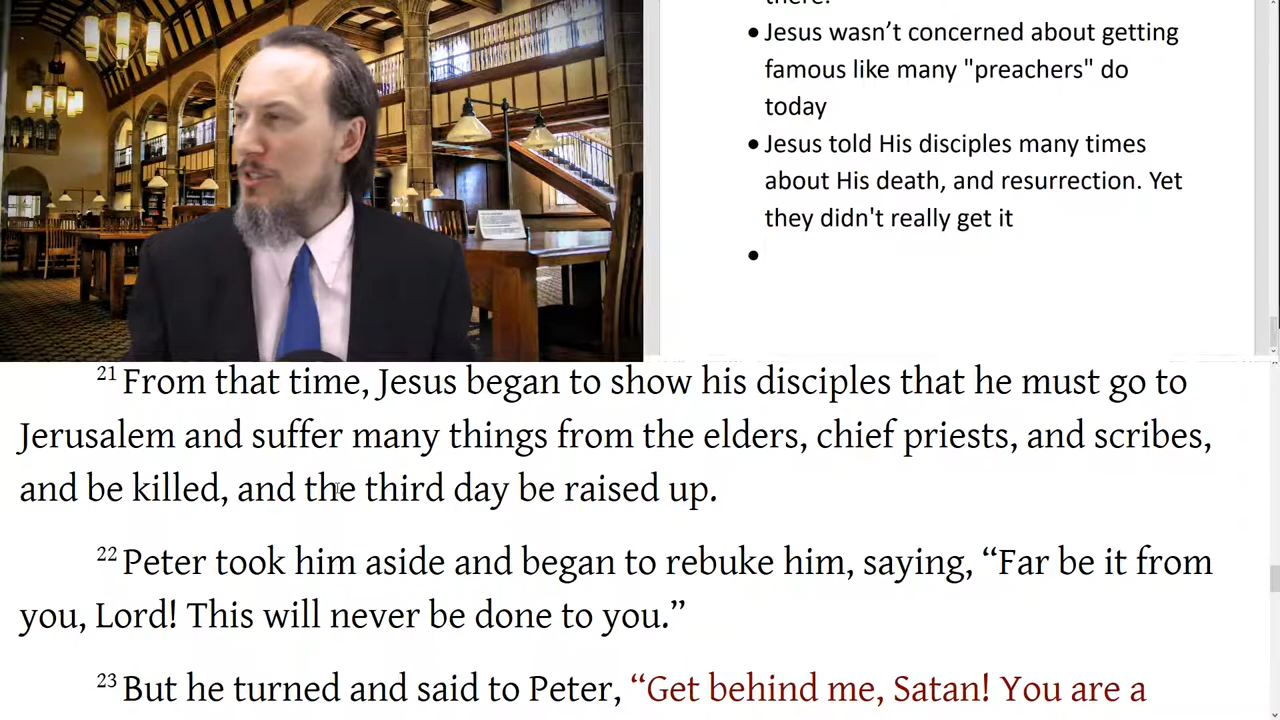 there?
• Jesus wasn’t concerned about getting
famous like many "preachers" do
today
• Jesus told His disciples many times
about His death, and resurrection. Yet
they didn't really get it
•
21 From that time, Jesus began to show his disciples that he must go to
Jerusalem and suffer many things from the elders, chief priests, and scribes,
and be killed, and the third day be raised up.
22 Peter took him aside and began to rebuke him, saying, “Far be it from
you, Lord! This will never be done to you.”
23 But he turned and said to Peter, “Get behind me, Satan! You are a